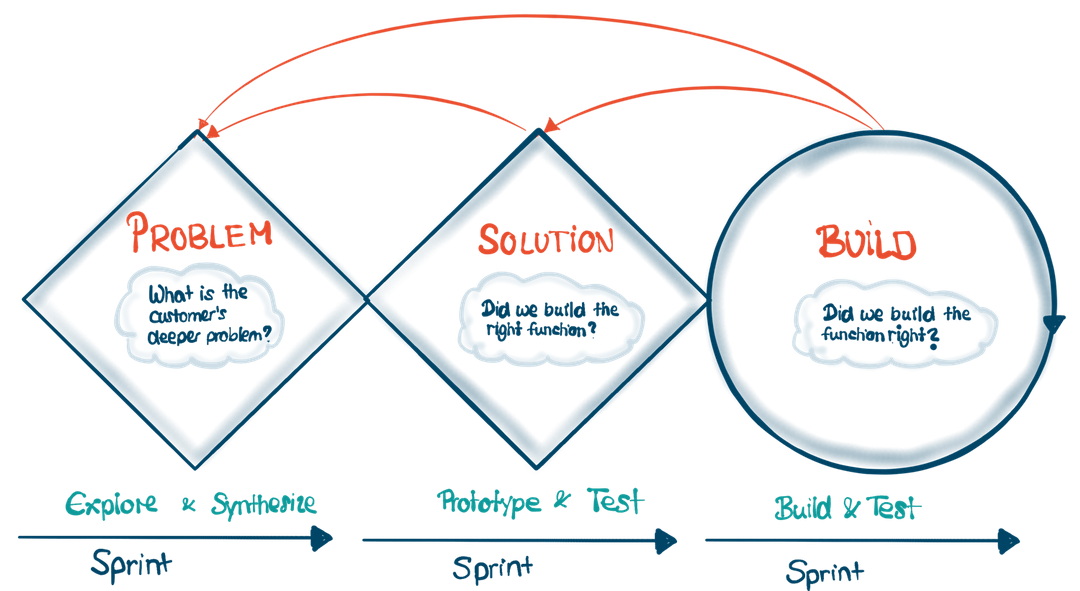 PROBLEM
What is the
customer's
deeper problem?
SOLUTION
Did we build the
right function?
BUiLD
Did we build the
function right?
Explore & Synthesize
Prototype & Test
Build & Test
Sprint
Sprint
Sprint